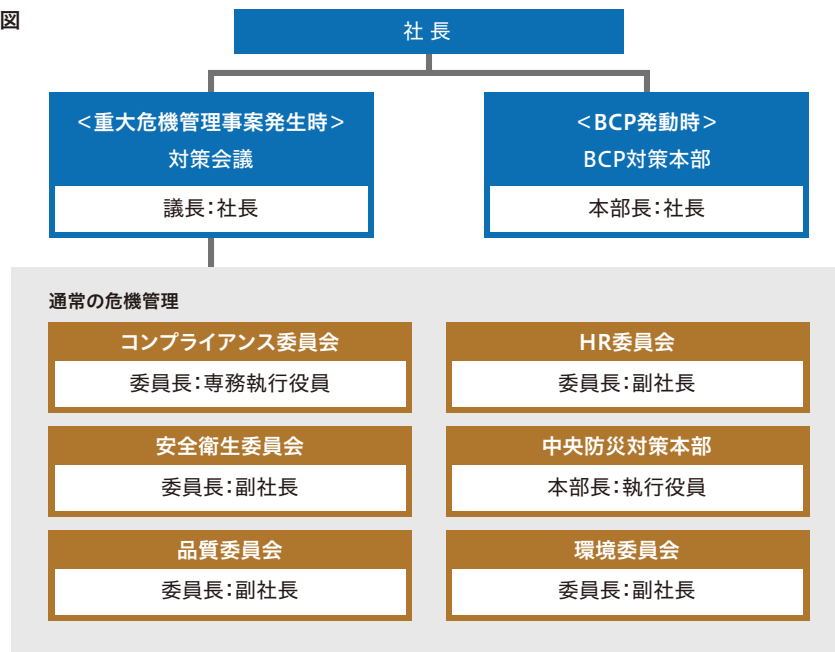 図
社 長
＜重大危機管理事案発生時＞
対策会議
議長：社長
＜BCP発動時＞
BCP対策本部
本部長：社長
通常の危機管理
コンプライアンス委員会
委員長：専務執行役員
HR委員会
委員長：副社長
安全衛生委員会
委員長：副社長
中央防災対策本部
本部長：執行役員
品質委員会
委員長：副社長
環境委員会
委員長：副社長